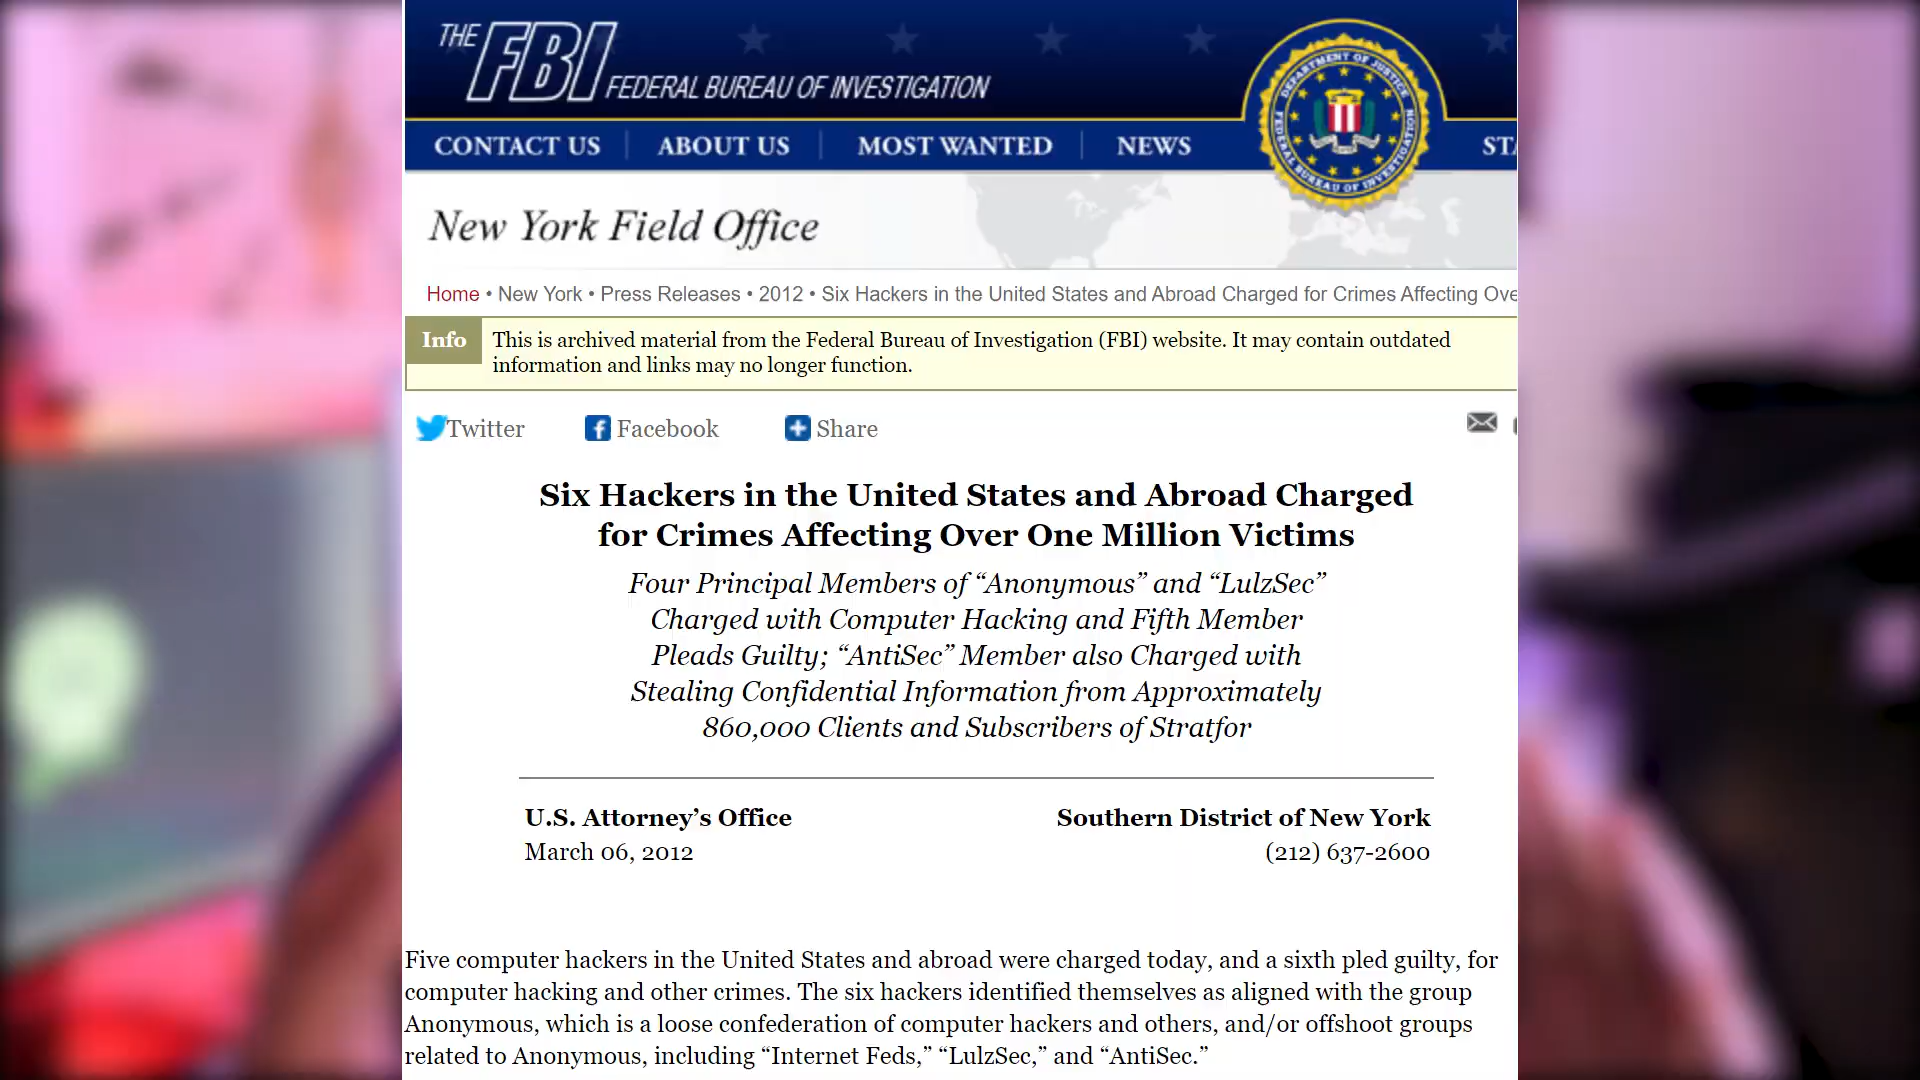 THE FBI FEDERAL BUREAU OF INVESTIGATION
DEPARTMENT OF JUSTICE
FEDERAL BUREAU OF INVESTIGATION
CONTACT US ABOUT US MOST WANTED NEWS
New York Field Office
Home • New York • Press Releases • 2012 • Six Hackers in the United States and Abroad Charged for Crimes Affecting
Info This is archived material from the Federal Bureau of Investigation (FBI) website. It may contain outdated
information and links may no longer function.
Twitter Facebook Share
Six Hackers in the United States and Abroad Charged
for Crimes Affecting Over One Million Victims
Four Principal Members of “Anonymous” and “LulzSec”
Charged with Computer Hacking and Fifth Member
Pleads Guilty; “AntiSec” Member also Charged with
Stealing Confidential Information from Approximately
860,000 Clients and Subscribers of Stratfor
U.S. Attorney’s Office Southern District of New York
March 06, 2012 (212) 637-2600
Five computer hackers in the United States and abroad were charged today, and a sixth pled guilty, for
computer hacking and other crimes. The six hackers identified themselves as aligned with the group
Anonymous, which is a loose confederation of computer hackers and others, and/or offshoot groups
related to Anonymous, including “Internet Feds,” “LulzSec,” and “AntiSec.”